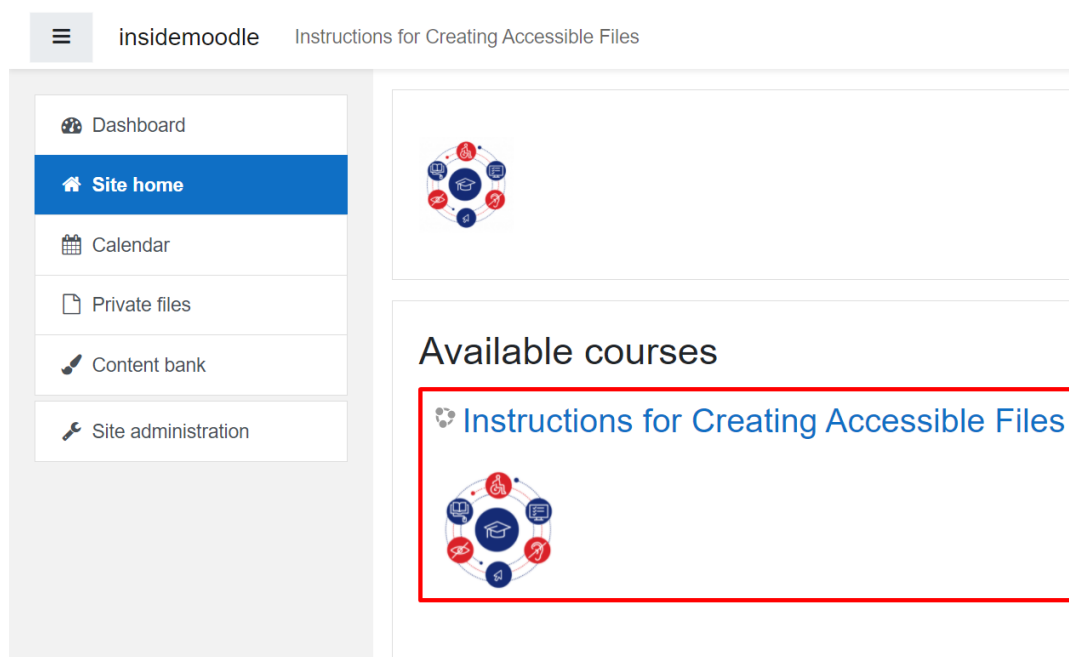 insidemoodle Instructions for Creating Accessible Files
Dashboard
Site home
Calendar
Private files
Content bank
Site administration
Available courses
Instructions for Creating Accessible Files